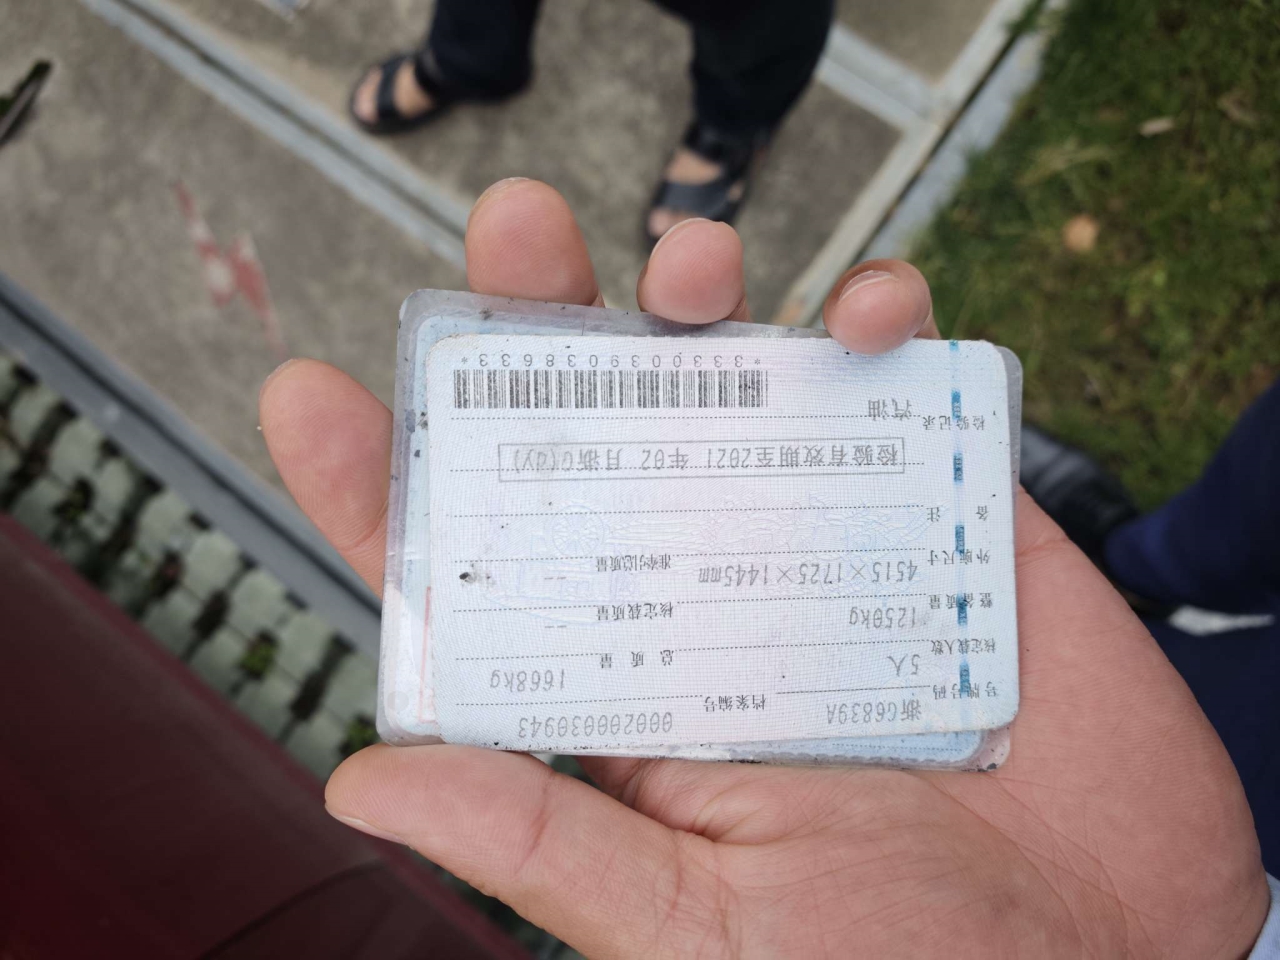 号牌号码 浙G6839A 档案编号 000200030943
核定载人数 5人 总质量 1668kg
整备质量 1250kg 核定载质量 --
外廓尺寸 4515×1725×1445mm 准牵引总质量 --
备注
检验有效期至2021年02月浙G(dy)
检验记录 汽油
*3330039038633*